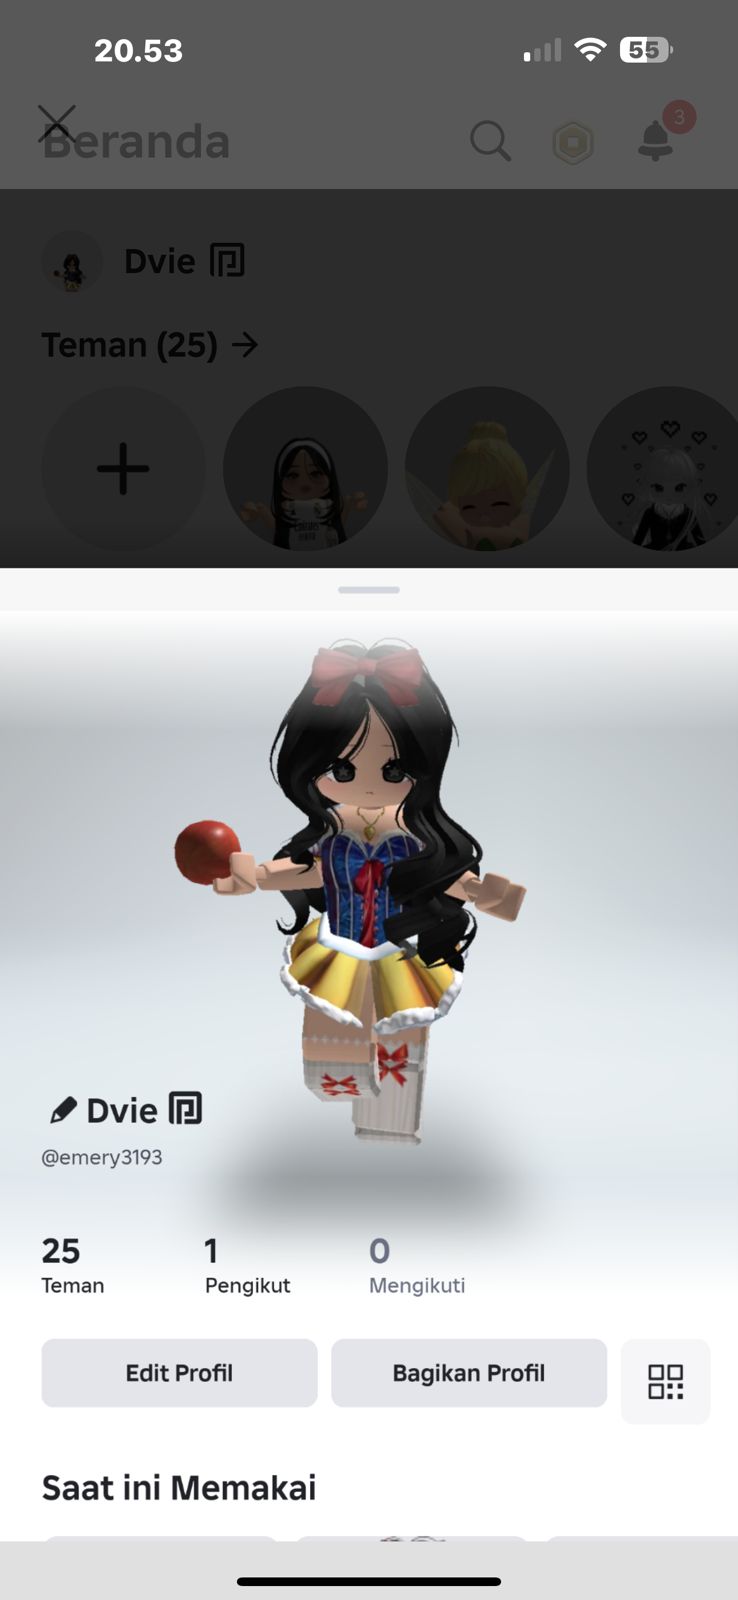 20.53
55
Beranda
3
Dvie
Teman (25) →
Dvie
@emery3193
25
Teman
1
Pengikut
0
Mengikuti
Edit Profil
Bagikan Profil
Saat ini Memakai